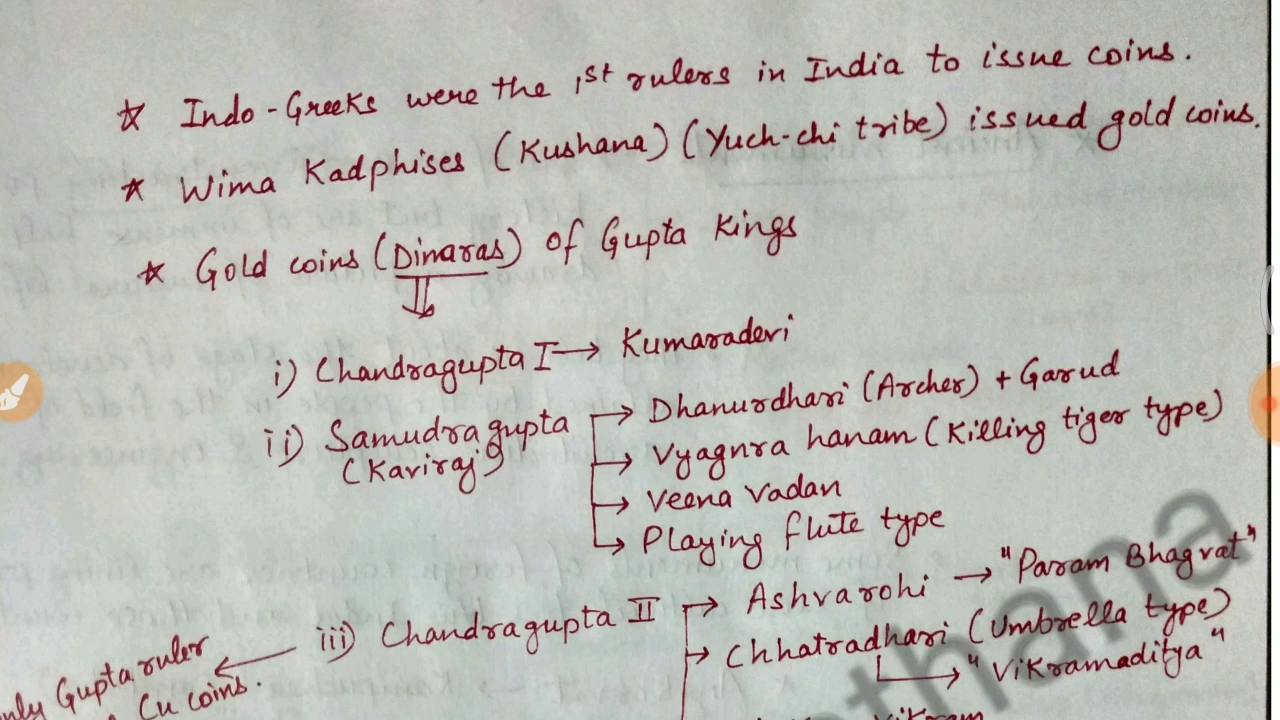 ☆ Indo-Greeks were the 1st rulers in India to issue coins.
☆ Wima Kadphises (Kushana) (Yuch-chi tribe) issued gold coins.
☆ Gold coins (Dinaras) of Gupta Kings
i) Chandragupta I → Kumaradevi
ii) Samudragupta → Dhanurdhari (Archer) + Garud
(Kaviraj)
→ Vyagnra hanam (Killing tiger type)
→ Veena Vadan
→ Playing flute type
iii) Chandragupta II → Ashvarohi → "Param Bhagvat"
→ Chhatradhari (Umbrella type)
→ "Vikramaditya"
Gupta ruler
Cu coins.
thana